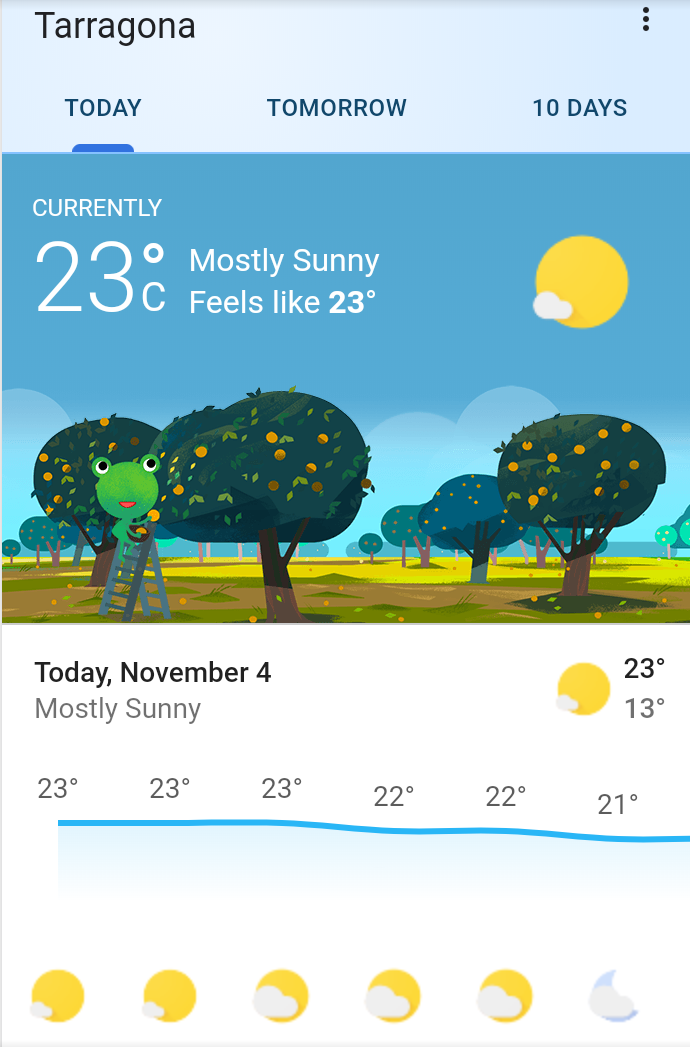 Tarragona
TODAY TOMORROW 10 DAYS
CURRENTLY
23°C
Mostly Sunny
Feels like 23°
Today, November 4
Mostly Sunny
23°
13°
23° 23° 23° 22° 22° 21°